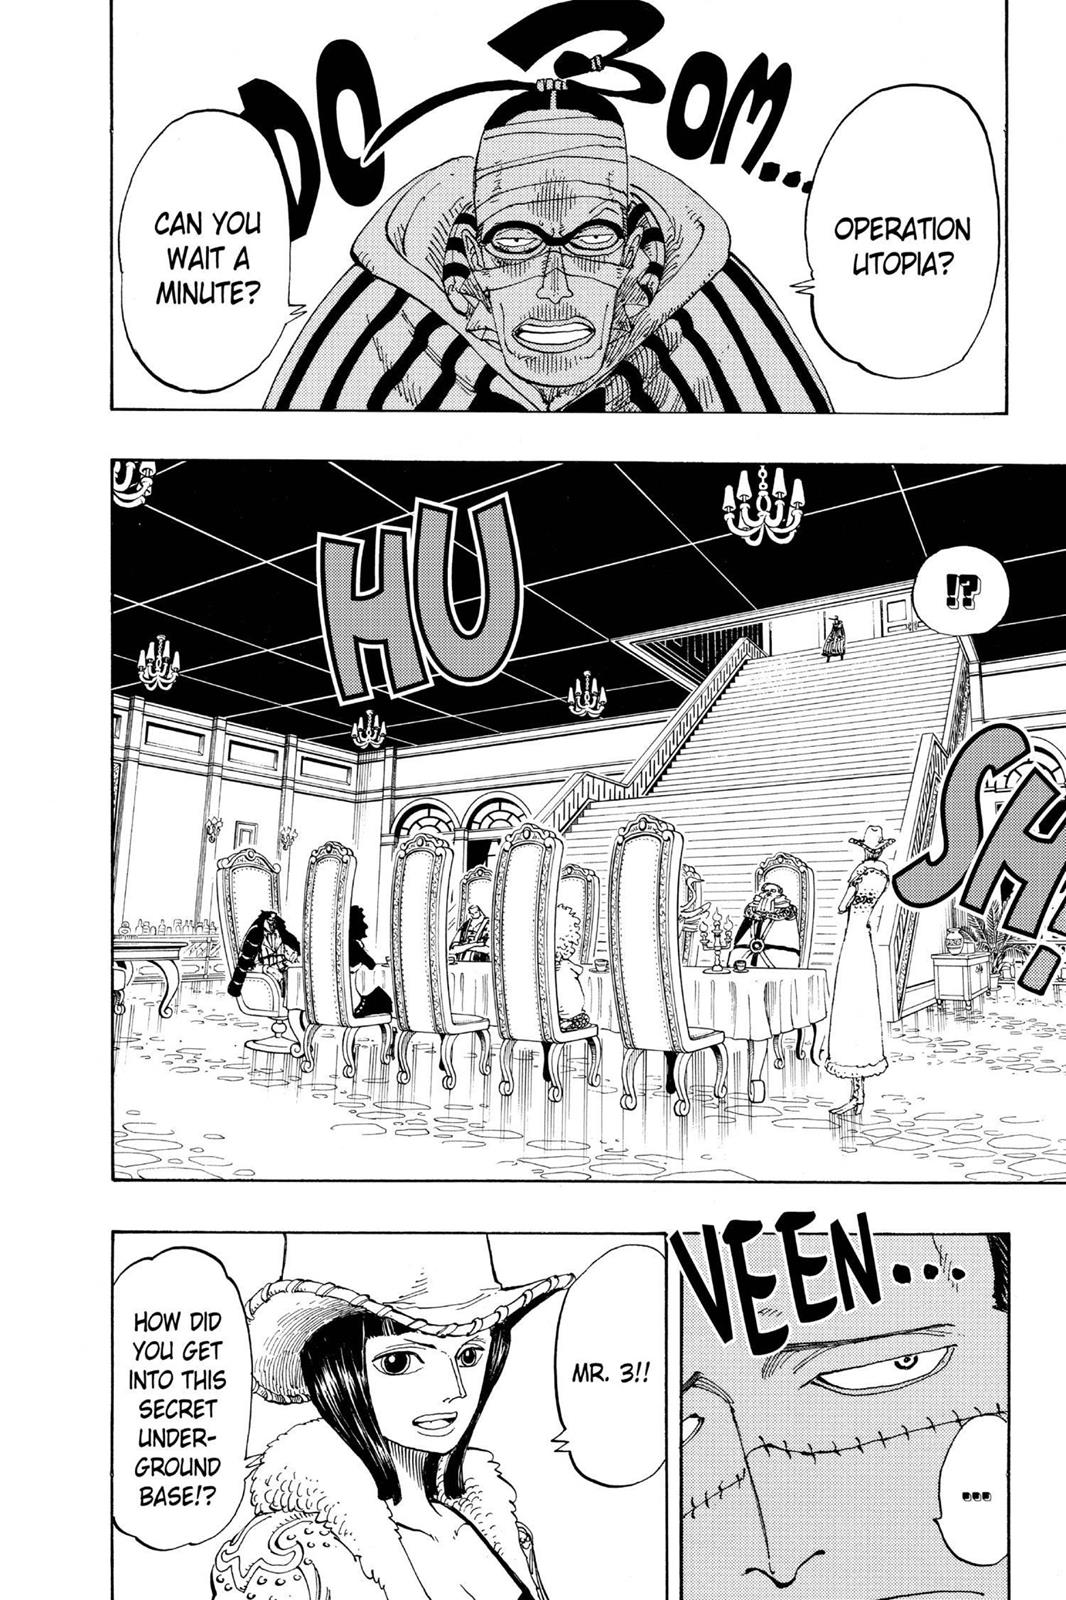 DO
BOM...
OPERATION
UTOPIA?
CAN YOU
WAIT A
MINUTE?
!?
HU
SH!
VEEN...
...
MR. 3!!
HOW DID
YOU GET
INTO THIS
SECRET
UNDER-
GROUND
BASE!?